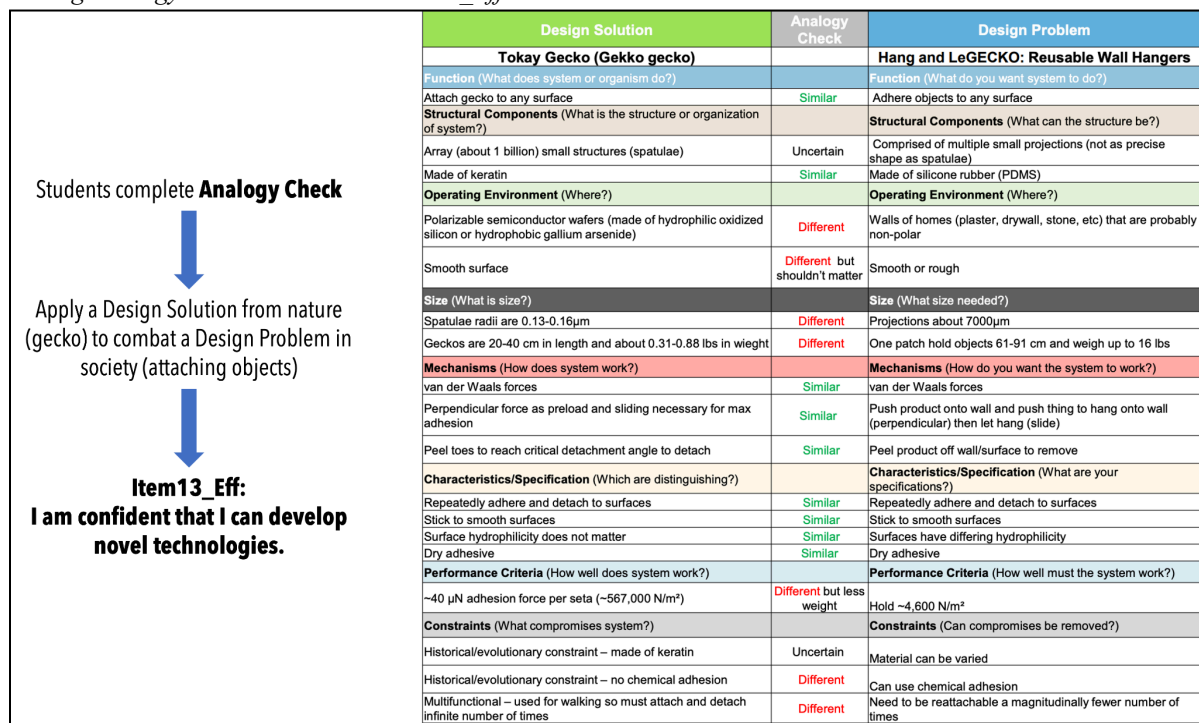 Design Solution
Analogy
Check
Design Problem
Tokay Gecko (Gekko gecko)
Hang and LeGECKO: Reusable Wall Hangers
Function (What does system or organism do?)
Function (What do you want system to do?)
Attach gecko to any surface
Similar
Adhere objects to any surface
Structural Components (What is the structure or organization
of system?)
Structural Components (What can the structure be?)
Array (about 1 billion) small structures (spatulae)
Uncertain
Comprised of multiple small projections (not as precise
shape as spatulae)
Made of keratin
Similar
Made of silicone rubber (PDMS)
Operating Environment (Where?)
Operating Environment (Where?)
Polarizable semiconductor wafers (made of hydrophilic oxidized
silicon or hydrophobic gallium arsenide)
Different
Walls of homes (plaster, drywall, stone, etc) that are probably
non-polar
Smooth surface
Different but
shouldn't matter
Smooth or rough
Size (What is size?)
Size (What size needed?)
Spatulae radii are 0.13-0.16µm
Different
Projections about 7000µm
Geckos are 20-40 cm in length and about 0.31-0.88 lbs in wieght
Different
One patch hold objects 61-91 cm and weigh up to 16 lbs
Mechanisms (How does system work?)
Mechanisms (How do you want the system to work?)
van der Waals forces
Similar
van der Waals forces
Perpendicular force as preload and sliding necessary for max
adhesion
Similar
Push product onto wall and push thing to hang onto wall
(perpendicular) then let hang (slide)
Peel toes to reach critical detachment angle to detach
Similar
Peel product off wall/surface to remove
Characteristics/Specification (Which are distinguishing?)
Characteristics/Specification (What are your
specifications?)
Repeatedly adhere and detach to surfaces
Similar
Repeatedly adhere and detach to surfaces
Stick to smooth surfaces
Similar
Stick to smooth surfaces
Surface hydrophilicity does not matter
Similar
Surfaces have differing hydrophility
Dry adhesive
Similar
Dry adhesive
Performance Criteria (How well does system work?)
Performance Criteria (How well must the system work?)
~40 µN adhesion force per seta (~567,000 N/m²)
Different but less
weight
Hold ~4,600 N/m²
Constraints (What compromises system?)
Constraints (Can compromises be removed?)
Historical/evolutionary constraint – made of keratin
Uncertain
Material can be varied
Historical/evolutionary constraint – no chemical adhesion
Different
Can use chemical adhesion
Multifunctional – used for walking so must attach and detach
infinite number of times
Different
Need to be reattachable a magnitudinally fewer number of
times
Students complete Analogy Check
Apply a Design Solution from nature
(gecko) to combat a Design Problem in
society (attaching objects)
Item13_Eff:
I am confident that I can develop
novel technologies.